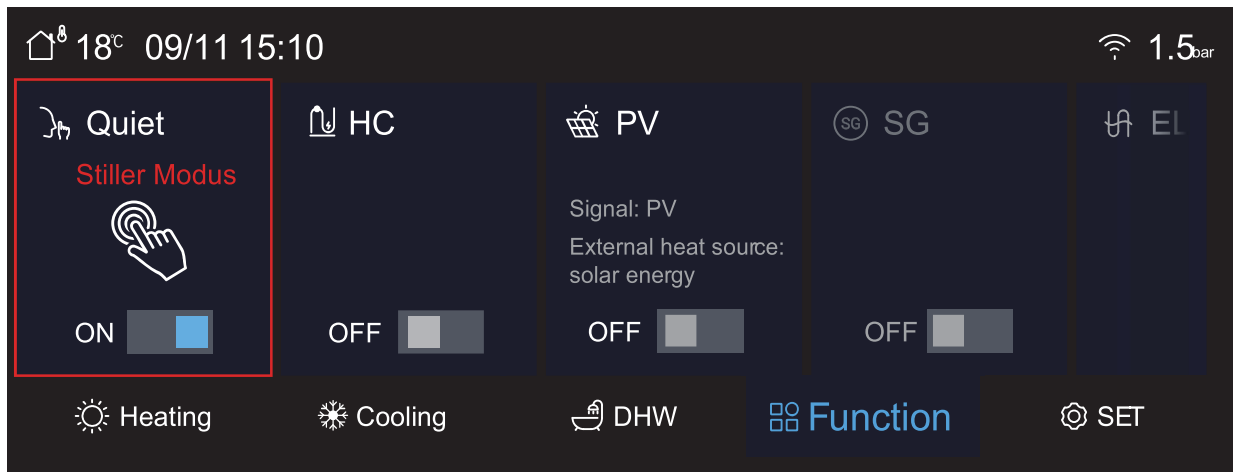 18°C 09/11 15:10 1.5bar
Quiet HC PV SG EL
Stiller Modus
Signal: PV
External heat source:
solar energy
ON OFF OFF OFF
Heating Cooling DHW Function SET